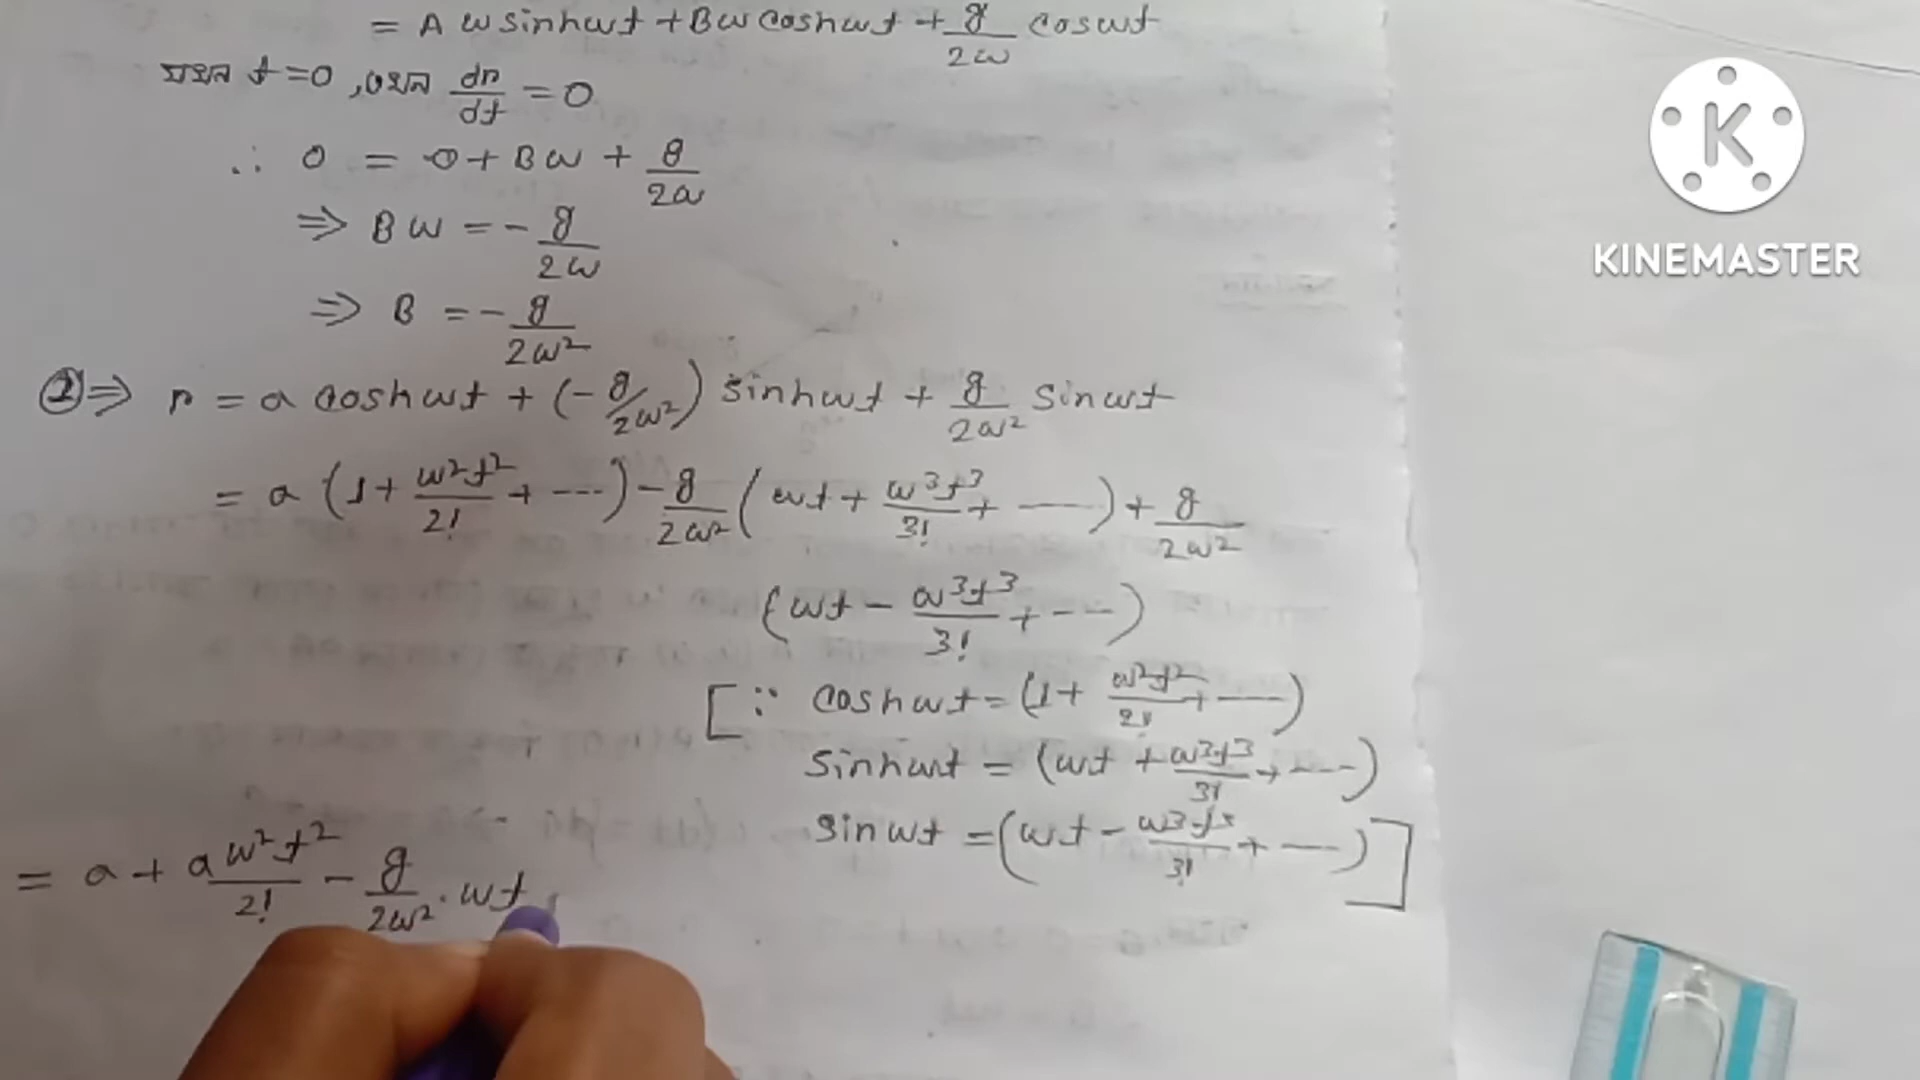 = A ω sinhωt + Bω coshωt + g/2ω cosωt
যখন t = 0, তখন dr/dt = 0
∴ 0 = 0 + Bω + g/2ω
⇒ Bω = - g/2ω
⇒ B = - g/2ω²
② ⇒ r = a coshωt + (- g/2ω²) sinhωt + g/2ω² sinωt
= a (1 + ω²t²/2! + ---) - g/2ω² (ωt + ω³t³/3! + ---) + g/2ω²
(ωt - ω³t³/3! + ---)
[∵ coshωt = (1 + ω²t²/2! + ---)
sinhωt = (ωt + ω³t³/3! + ---)
sinωt = (ωt - ω³t³/3! + ---)]
= a + aω²t²/2! - g/2ω² . ωt
K
KINEMASTER